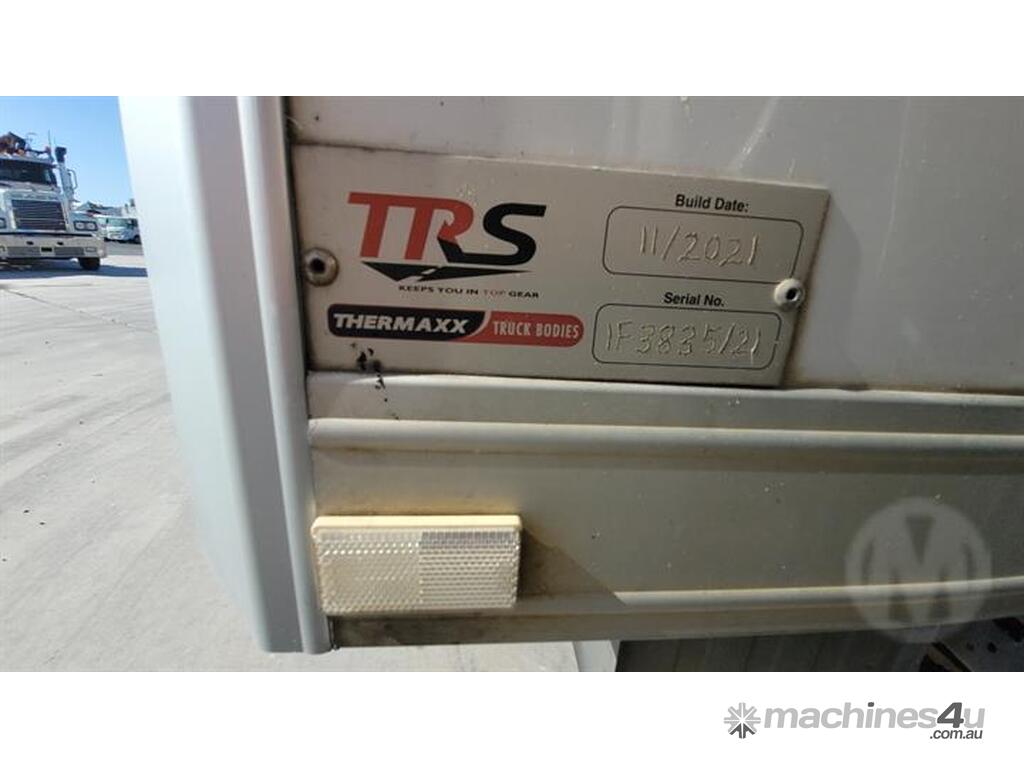 TRS
KEEPS YOU IN TOP GEAR
THERMAXX TRUCK BODIES
Build Date:
11/2021
Serial No.
IF3835/21
M
machines4u
.com.au